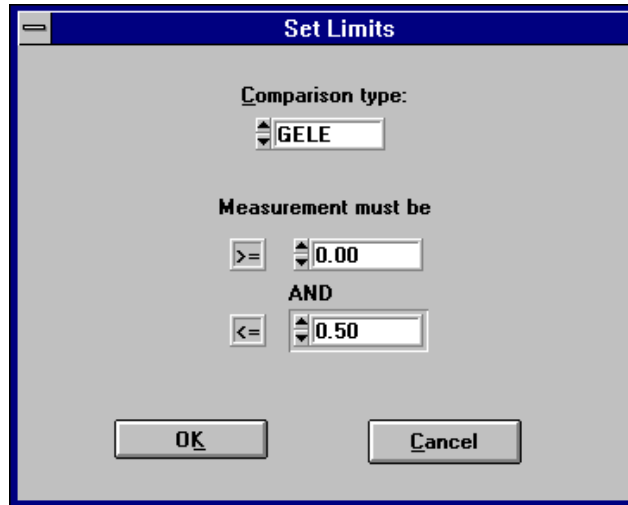 Set Limits
Comparison type:
GELE
Measurement must be
>= 0.00
AND
<= 0.50
OK Cancel